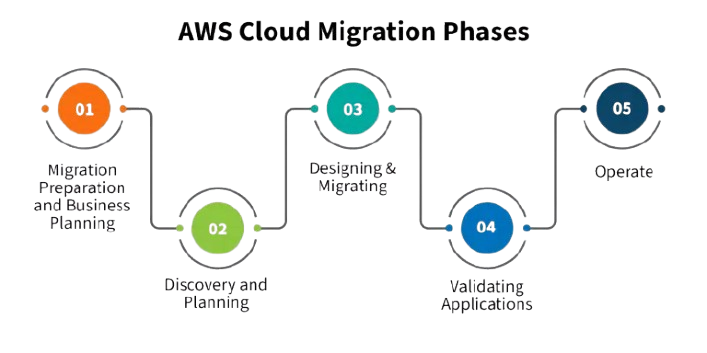 AWS Cloud Migration Phases
01
Migration
Preparation
and Business
Planning
02
Discovery and
Planning
03
Designing &
Migrating
04
Validating
Applications
05
Operate